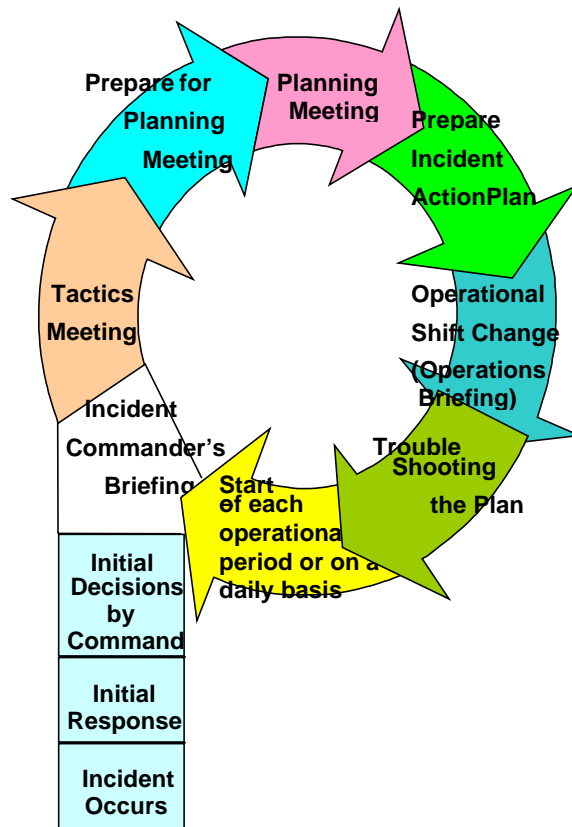 Prepare for
Planning
Meeting
Planning
Meeting
Prepare
Incident
ActionPlan
Tactics
Meeting
Operational
Shift Change
(Operations
Briefing)
Incident
Commander's
Briefing
Trouble
Shooting
the Plan
Start
of each
operationa
period or on a
daily basis
Initial
Decisions
by
Command
Initial
Response
Incident
Occurs